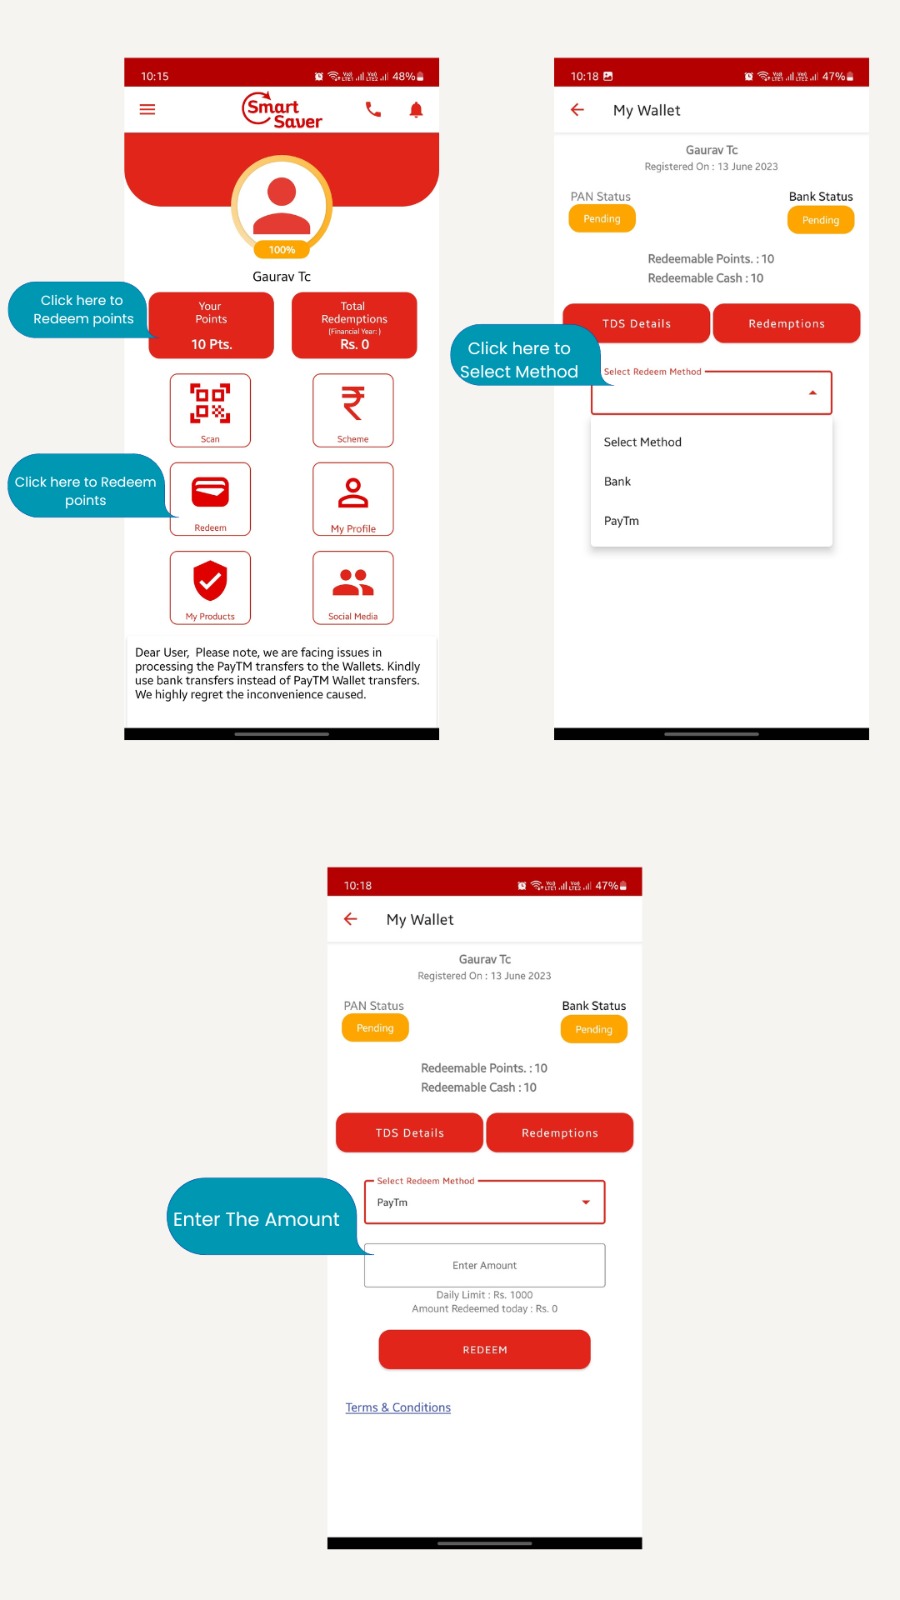 10:15
48%
Smart
Saver
100%
Gaurav Tc
Click here to
Redeem points
Your
Points
10 Pts.
Total
Redemptions
(Financial Year: )
Rs. 0
Scan
Scheme
Click here to Redeem
points
Redeem
My Profile
My Products
Social Media
Dear User,  Please note, we are facing issues in
processing the PayTM transfers to the Wallets. Kindly
use bank transfers instead of PayTM Wallet transfers.
We highly regret the inconvenience caused.
10:18
47%
My Wallet
Gaurav Tc
Registered On : 13 June 2023
PAN Status
Bank Status
Pending
Pending
Redeemable Points. : 10
Redeemable Cash : 10
TDS Details
Redemptions
Click here to
Select Method
Select Redeem Method
Select Method
Bank
PayTm
10:18
47%
My Wallet
Gaurav Tc
Registered On : 13 June 2023
PAN Status
Bank Status
Pending
Pending
Redeemable Points. : 10
Redeemable Cash : 10
TDS Details
Redemptions
Select Redeem Method
PayTm
Enter The Amount
Enter Amount
Daily Limit : Rs. 1000
Amount Redeemed today : Rs. 0
REDEEM
Terms & Conditions